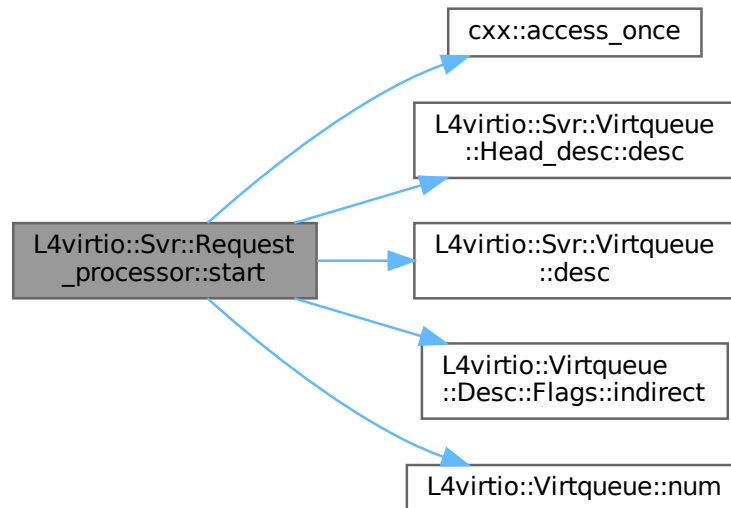 cxx::access_once
L4virtio::Svr::Virtqueue
::Head_desc::desc
L4virtio::Svr::Request
_processor::start
L4virtio::Svr::Virtqueue
::desc
L4virtio::Virtqueue
::Desc::Flags::indirect
L4virtio::Virtqueue::num